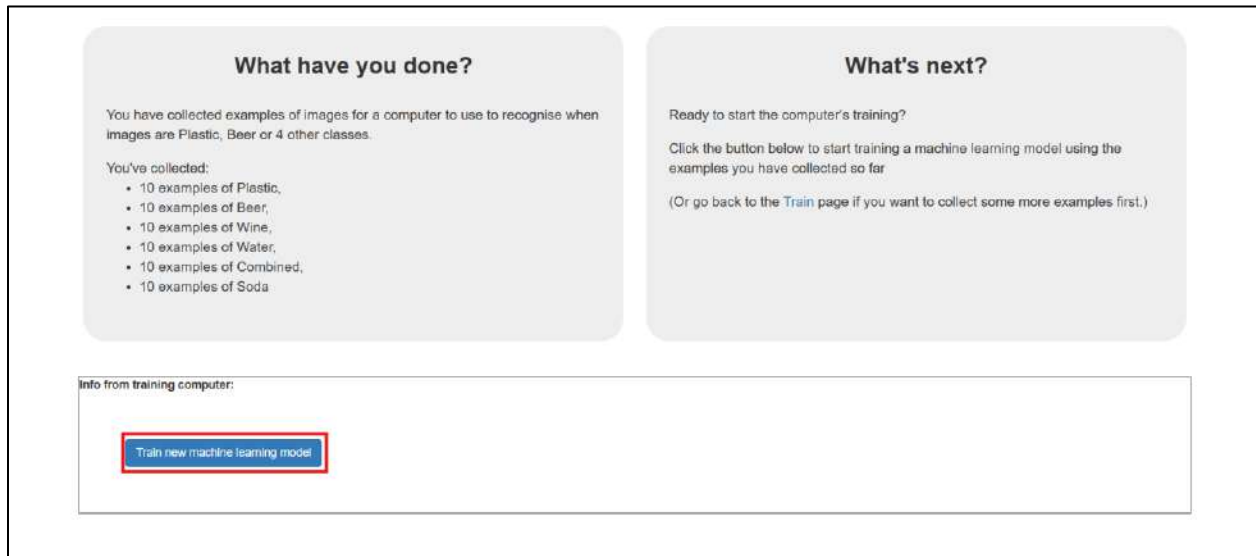 What have you done?
You have collected examples of images for a computer to use to recognise when
images are Plastic, Beer or 4 other classes.
You've collected:
• 10 examples of Plastic,
• 10 examples of Beer,
• 10 examples of Wine,
• 10 examples of Water,
• 10 examples of Combined,
• 10 examples of Soda
What's next?
Ready to start the computer's training?
Click the button below to start training a machine learning model using the
examples you have collected so far
(Or go back to the Train page if you want to collect some more examples first.)
Info from training computer:
Train new machine learning model